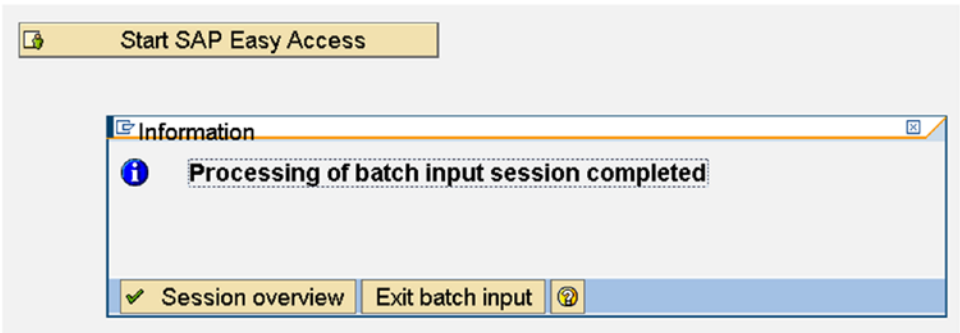 Start SAP Easy Access
Information
Processing of batch input session completed
Session overview Exit batch input